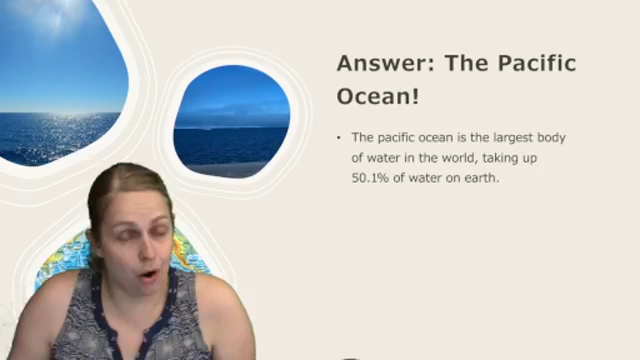 Answer: The Pacific
Ocean!
• The pacific ocean is the largest body
of water in the world, taking up
50.1% of water on earth.